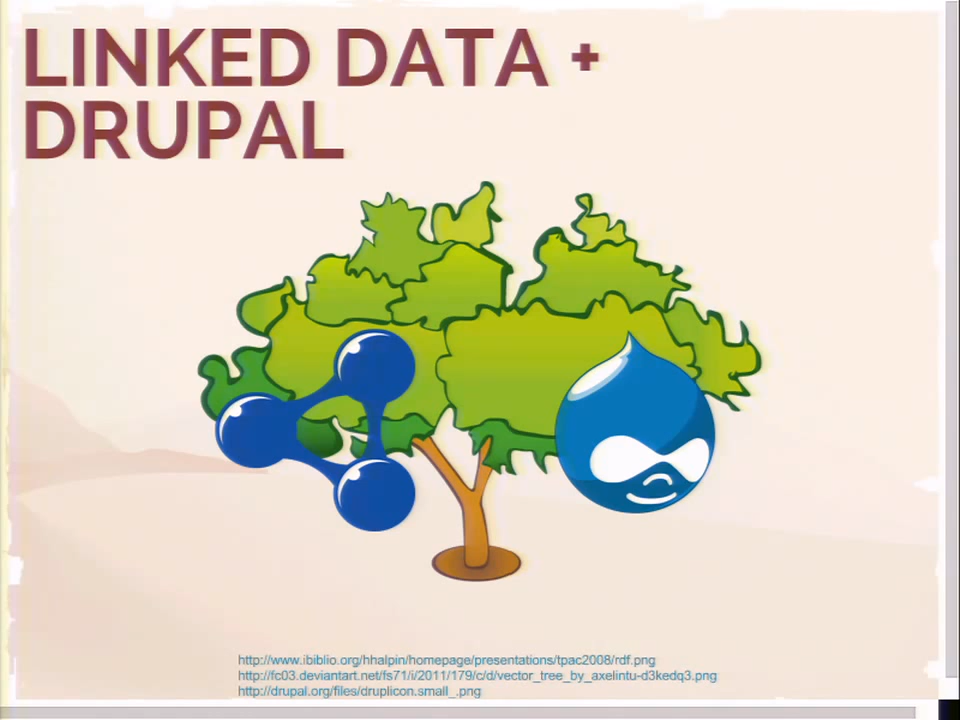 LINKED DATA +
DRUPAL
http://www.ibiblio.org/hhalpin/homepage/presentations/tpac2008/rdf.png
http://fc03.deviantart.net/fs71/i/2011/179/c/d/vector_tree_by_axelintu-d3kedq3.png
http://drupal.org/files/druplicon.small_.png